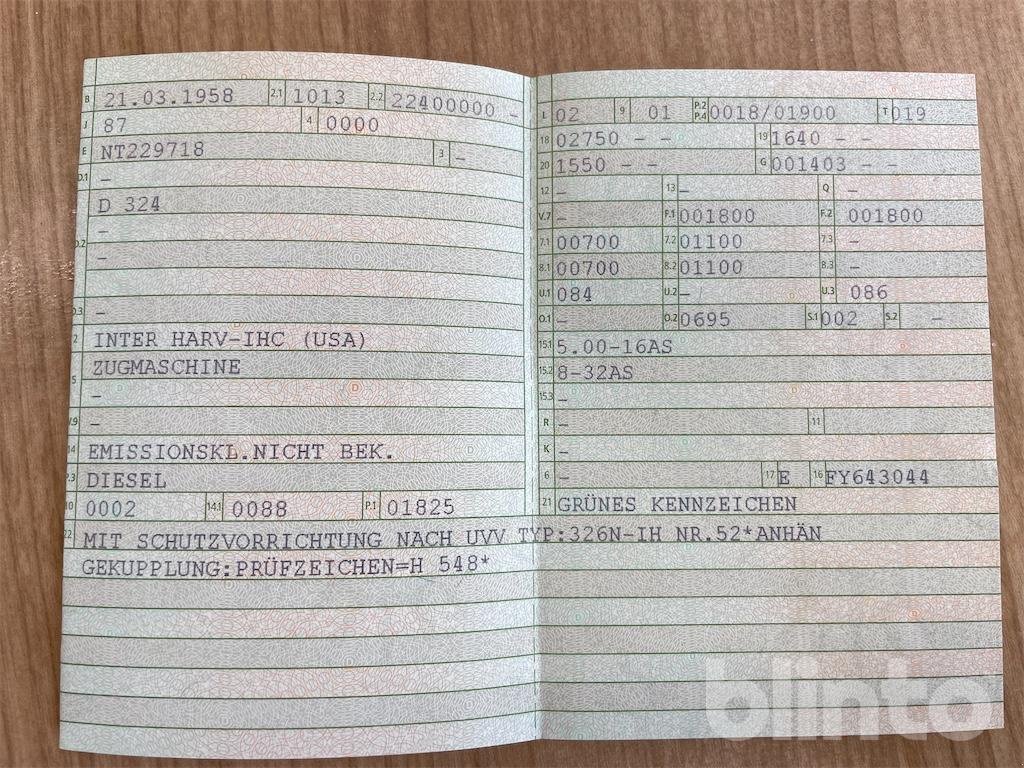 B 21.03.1958 2.1 1013 2.2 22400000 -
J 87 4 0000
E NT229718 3 -
D.1 -
D 324
D.2 -
-
D.3 -
2 INTER HARV-IHC (USA)
5 ZUGMASCHINE
-
V.9 -
14 EMISSIONSKL.NICHT BEK.
P.3 DIESEL
10 0002 14.1 0088 P.1 01825
L 02 9 01 P.2 P.4 0018/01900 T 019
18 02750 - - 19 1640 - -
20 1550 - - G 001403 - -
12 - 13 - Q -
V.7 - F.1 001800 F.2 001800
7.1 00700 7.2 01100 7.3 -
8.1 00700 8.2 01100 8.3 -
U.1 084 U.2 - U.3 086
O.1 - O.2 0695 S.1 002 S.2 -
15.1 5.00-16AS
15.2 8-32AS
15.3 -
R - 11
K -
6 - 17 E 16 FY643044
21 GRÜNES KENNZEICHEN
22 MIT SCHUTZVORRICHTUNG NACH UVV TYP:326N-IH NR.52*ANHÄN
GEKUPPLUNG:PRÜFZEICHEN=H 548*
blinto